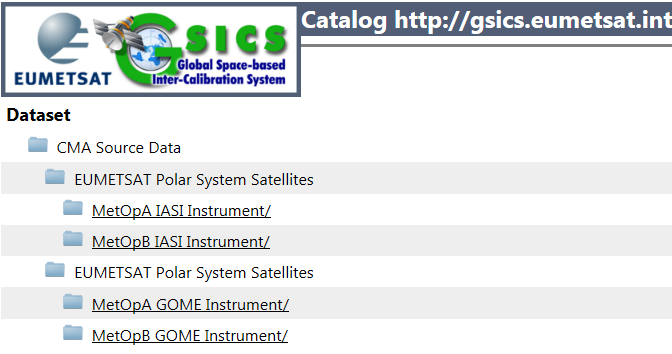 Catalog http://gsics.eumetsat.int
EUMETSAT
GSICS
Global Space-based
Inter-Calibration System
Dataset
CMA Source Data
EUMETSAT Polar System Satellites
MetOpA IASI Instrument/
MetOpB IASI Instrument/
EUMETSAT Polar System Satellites
MetOpA GOME Instrument/
MetOpB GOME Instrument/